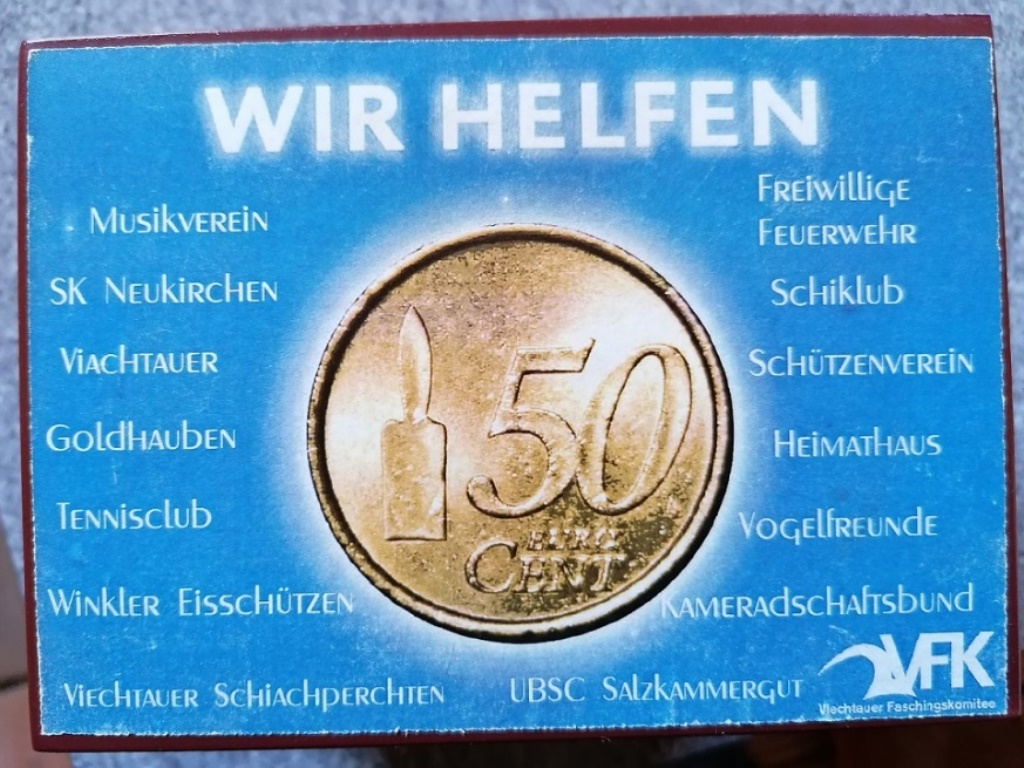 WIR HELFEN
Musikverein
SK Neukirchen
Viachtauer
Goldhauben
Tennisclub
Winkler Eisschützen
Viechtauer Schiachperchten
50
EURO
CENT
Freiwillige
Feuerwehr
Schiklub
Schützenverein
Heimathaus
Vogelfreunde
Kameradschaftsbund
UBSC Salzkammergut
VFK
Viechtauer Faschingskomitee